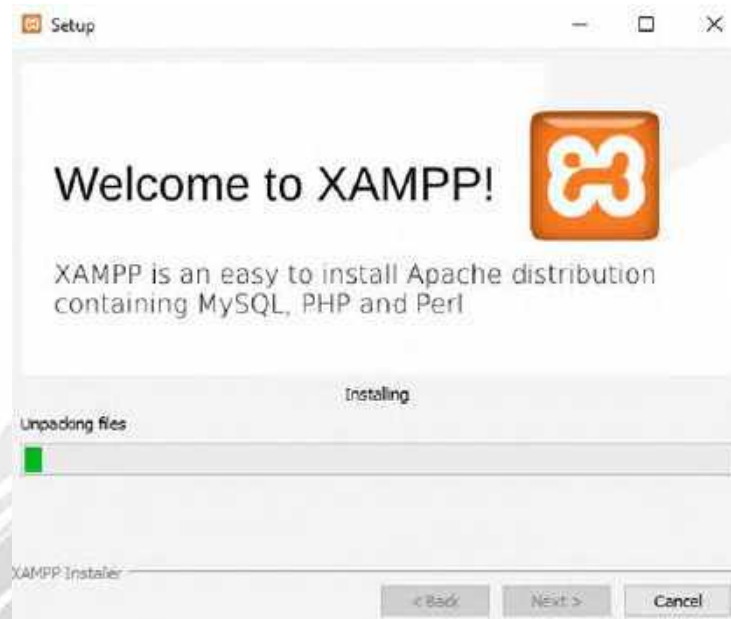 Setup
Welcome to XAMPP!
XAMPP is an easy to install Apache distribution
containing MySQL, PHP and Perl
Installing
Unpacking files
XAMPP Installer
< Back
Next >
Cancel